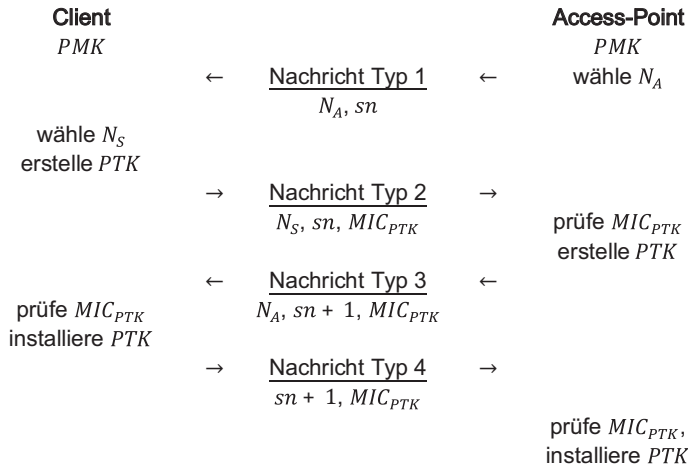 Client Access-Point
PMK PMK
← Nachricht Typ 1 ← wähle N_A
N_A, sn
wähle N_S
erstelle PTK
→ Nachricht Typ 2 →
N_S, sn, MIC_PTK
prüfe MIC_PTK
erstelle PTK
← Nachricht Typ 3 ←
prüfe MIC_PTK N_A, sn + 1, MIC_PTK
installiere PTK
→ Nachricht Typ 4 →
sn + 1, MIC_PTK
prüfe MIC_PTK,
installiere PTK